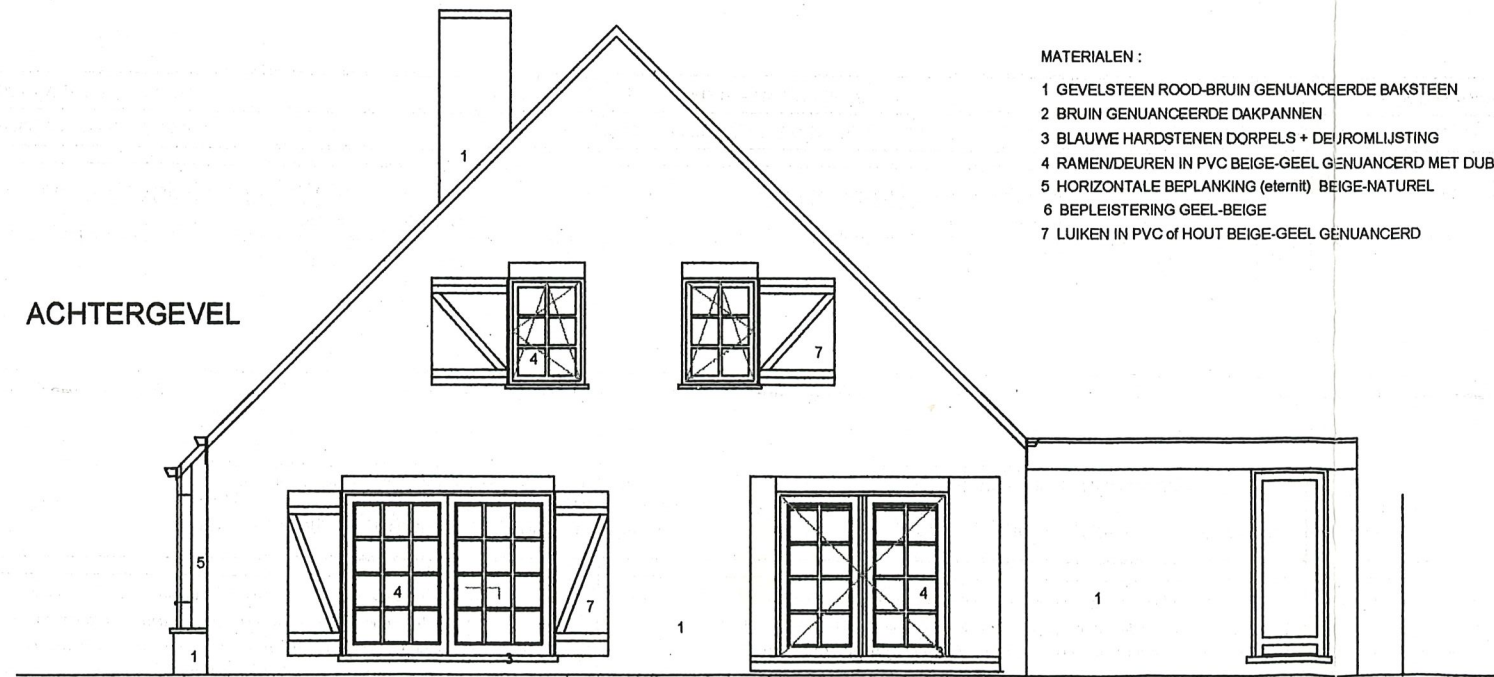 MATERIALEN :
1 GEVELSTEEN ROOD-BRUIN GENUANCEERDE BAKSTEEN
2 BRUIN GENUANCEERDE DAKPANNEN
3 BLAUWE HARDSTENEN DORPELS + DEUROMLIJSTING
4 RAMEN/DEUREN IN PVC BEIGE-GEEL GENUANCERD MET DUB
5 HORIZONTALE BEPLANKING (eternit) BEIGE-NATUREL
6 BEPLEISTERING GEEL-BEIGE
7 LUIKEN IN PVC of HOUT BEIGE-GEEL GENUANCERD
ACHTERGEVEL
1
4
7
5
4
7
4
1
1
1
3
3